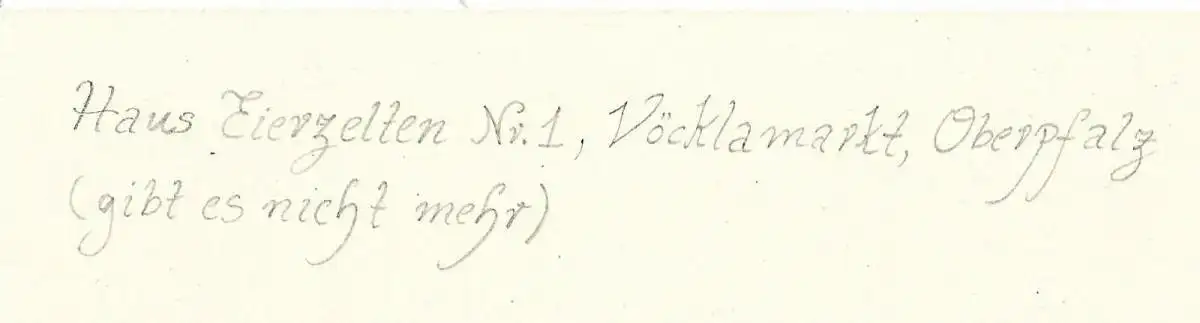 Haus Eierzelten Nr. 1, Vöcklamarkt, Oberpfalz
(gibt es nicht mehr)